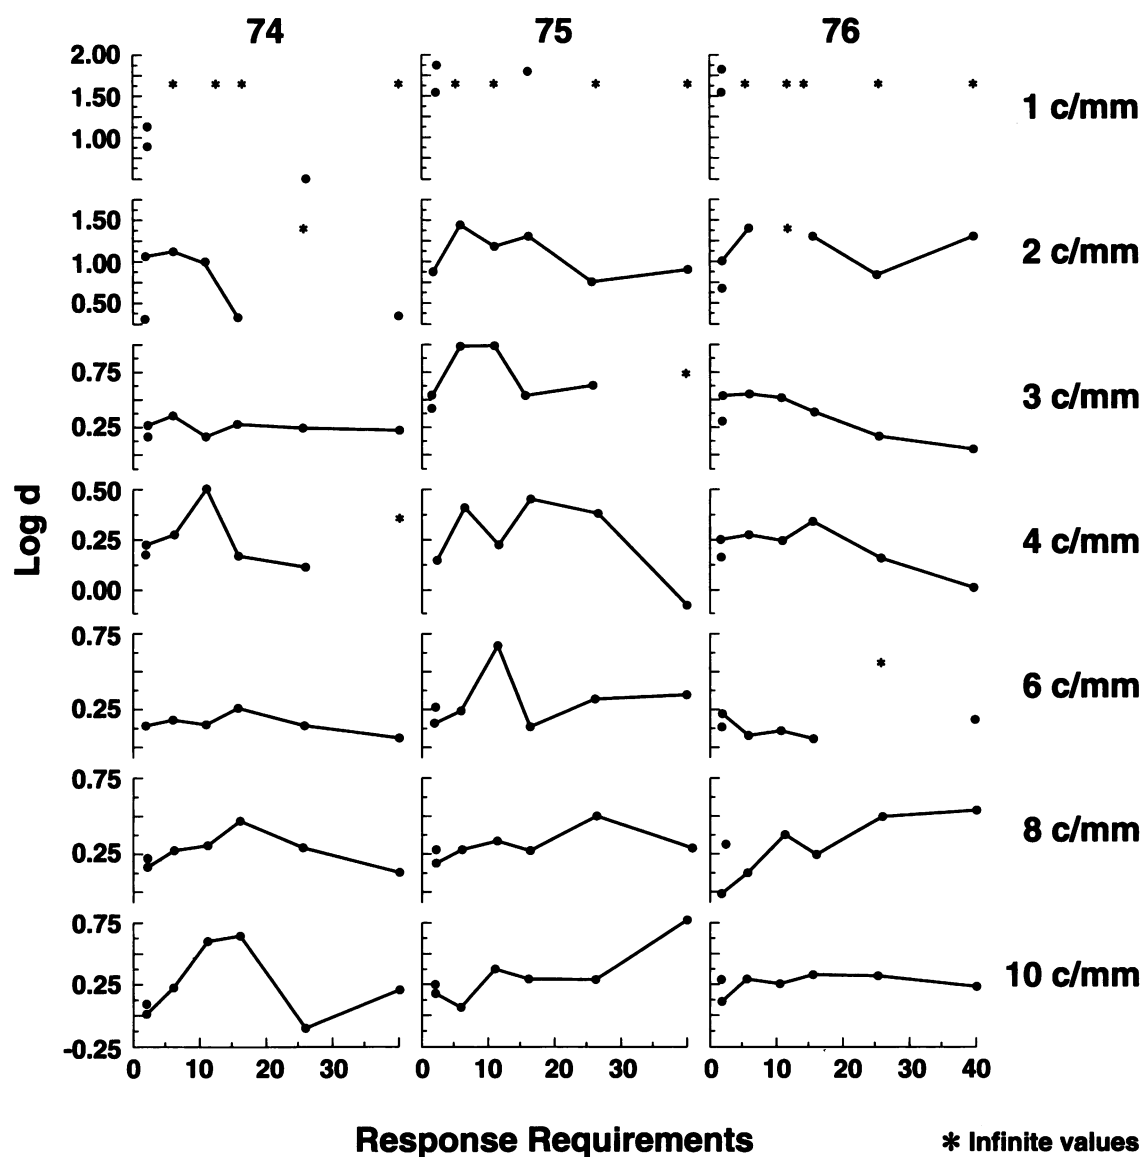 74 75 76
2.00
1.50
1.00
1 c/mm
1.50
1.00
0.50
2 c/mm
0.75
0.25
3 c/mm
0.50
0.25
0.00
4 c/mm
Log d
0.75
0.25
6 c/mm
0.75
0.25
8 c/mm
0.75
0.25
-0.25
10 c/mm
0 10 20 30 0 10 20 30 0 10 20 30 40
Response Requirements
* Infinite values